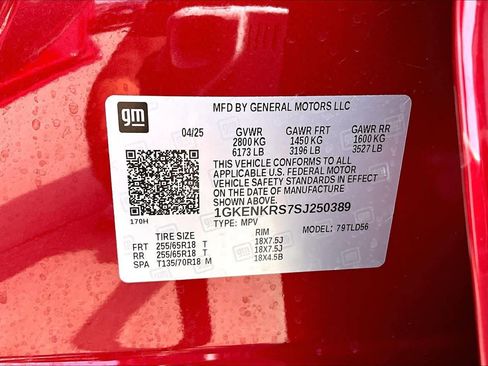 gm
MFD BY GENERAL MOTORS LLC
04/25 GVWR GAWR FRT GAWR RR
2800 KG 1450 KG 1600 KG
6173 LB 3196 LB 3527 LB
THIS VEHICLE CONFORMS TO ALL
APPLICABLE U.S. FEDERAL MOTOR
VEHICLE SAFETY STANDARDS IN EFFECT
ON THE DATE OF MANUFACTURE
SHOWN ABOVE.
1GKENKRS7SJ250389
170H
TYPE: MPV MODEL: 79TLD56
TIRE SIZE RIM
FRT 255/65R18 T 18X7.5J
RR 255/65R18 T 18X7.5J
SPA T135/70R18 M 18X4.5B